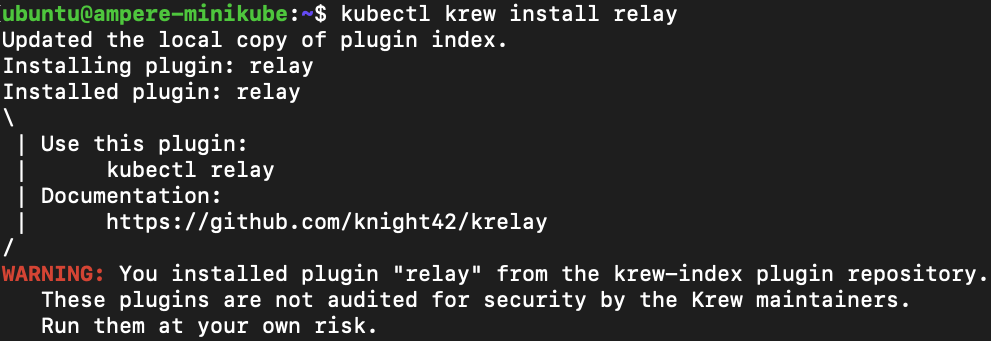 ubuntu@ampere-minikube:~$ kubectl krew install relay
Updated the local copy of plugin index.
Installing plugin: relay
Installed plugin: relay
\
 | Use this plugin:
 |      kubectl relay
 | Documentation:
 |      https://github.com/knight42/krelay
/
WARNING: You installed plugin "relay" from the krew-index plugin repository.
   These plugins are not audited for security by the Krew maintainers.
   Run them at your own risk.